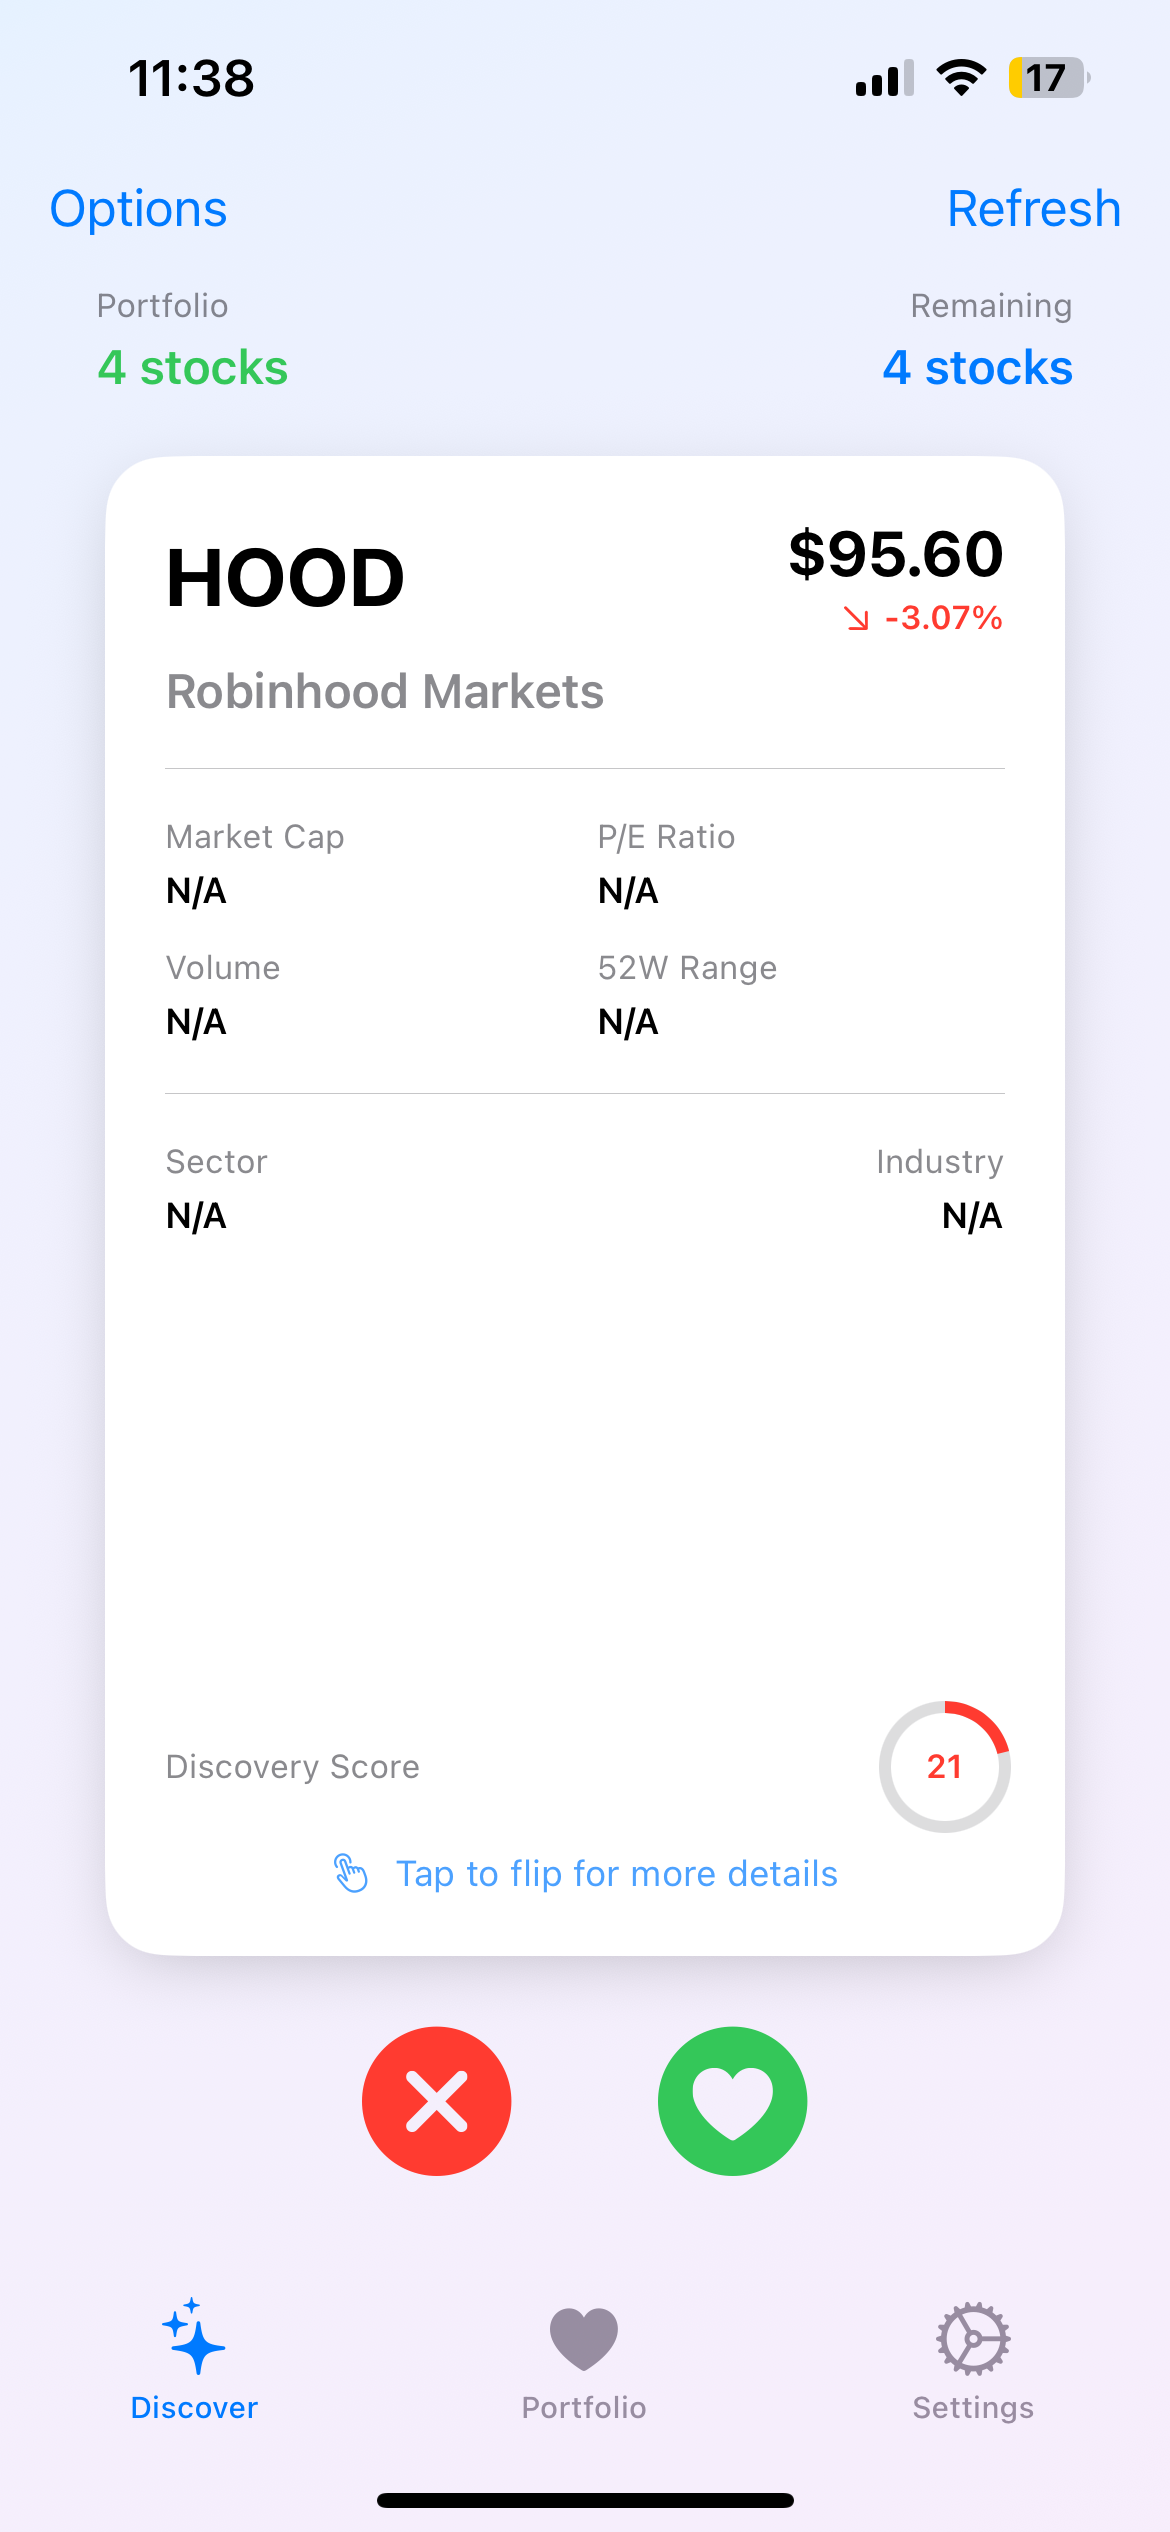 11:38
17
Options
Refresh
Portfolio
Remaining
4 stocks
4 stocks
HOOD
$95.60
-3.07%
Robinhood Markets
Market Cap
P/E Ratio
N/A
N/A
Volume
52W Range
N/A
N/A
Sector
Industry
N/A
N/A
Discovery Score
21
Tap to flip for more details
Discover
Portfolio
Settings